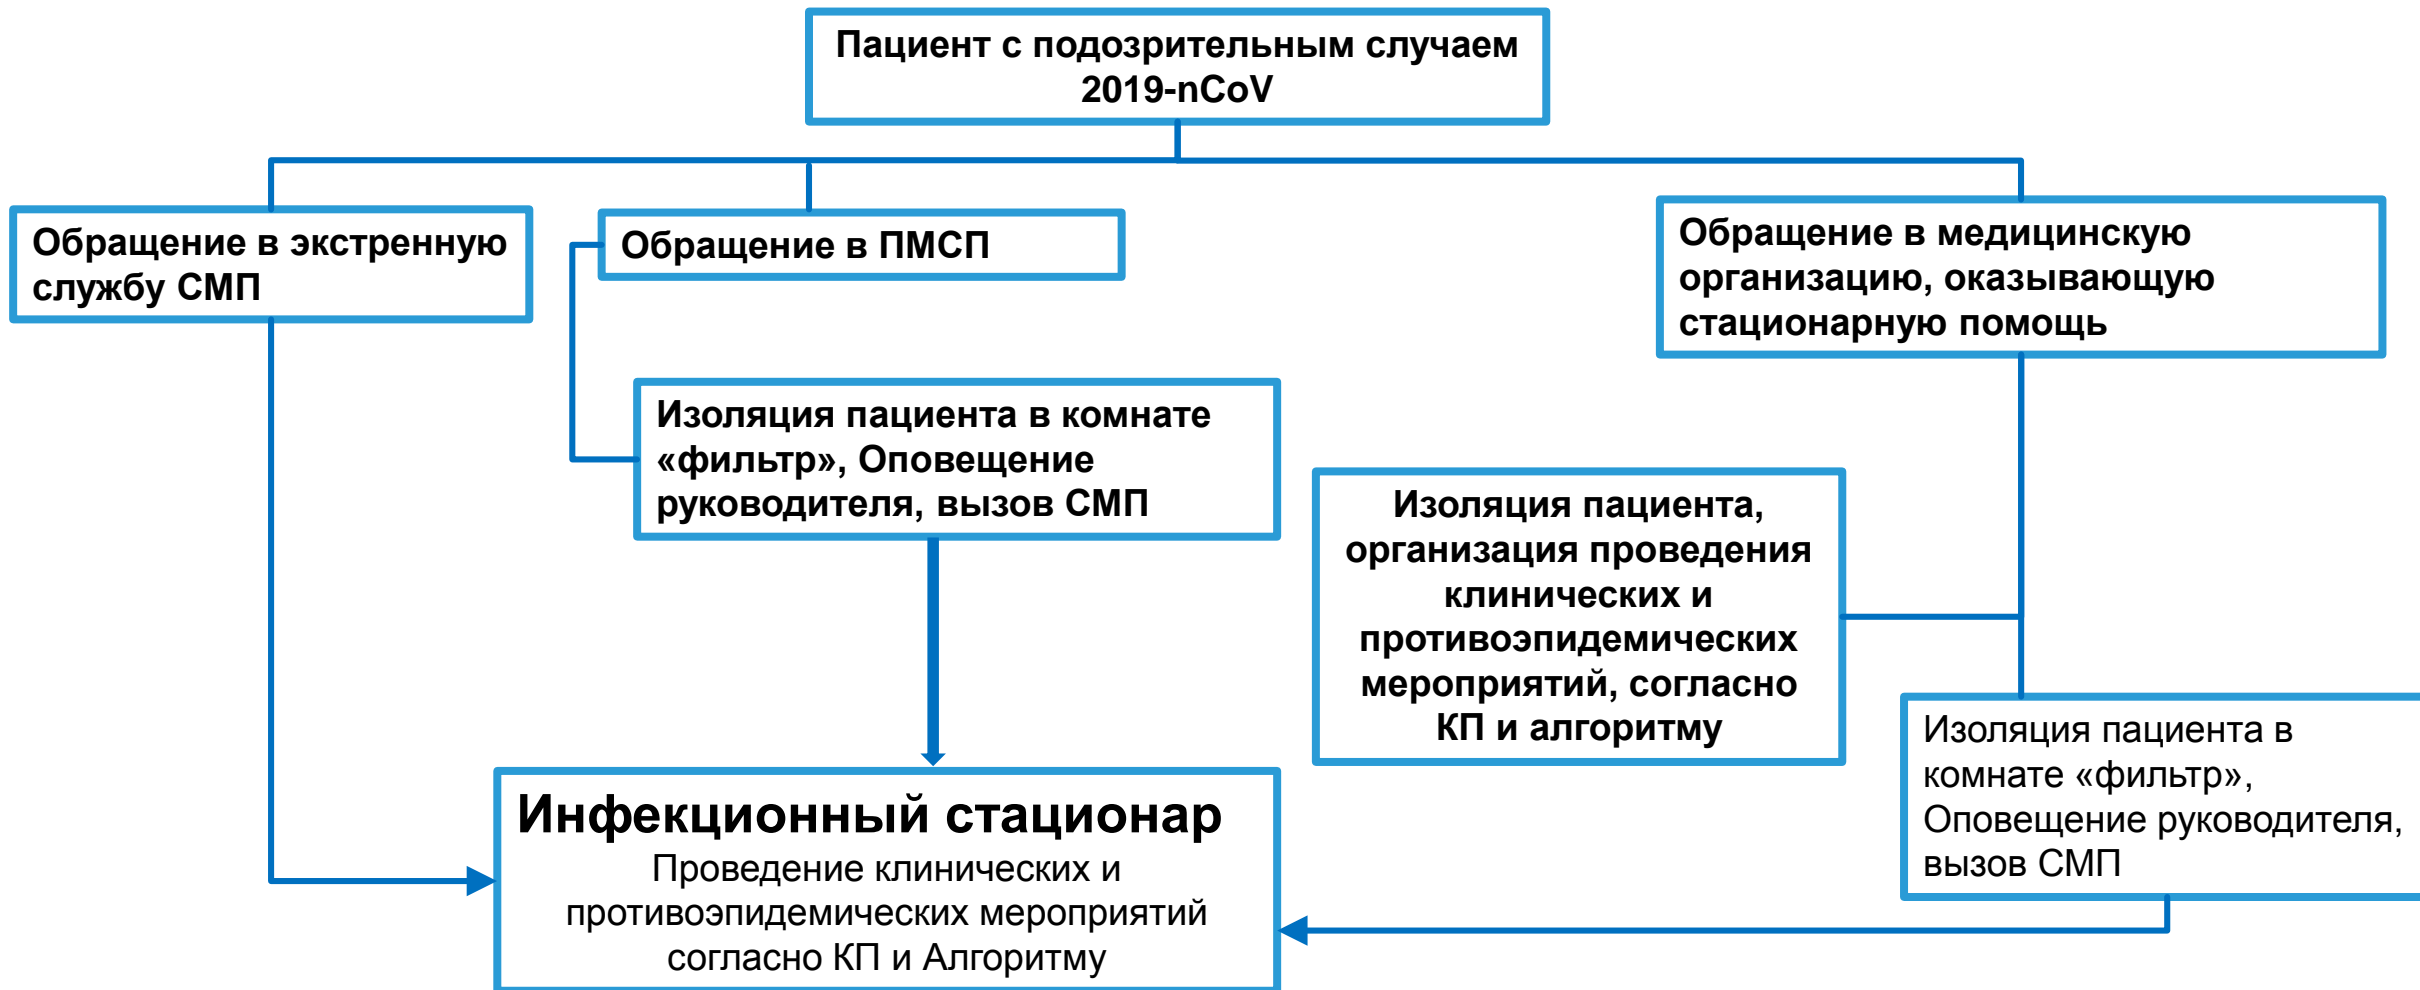 Пациент с подозрительным случаем
2019-nCoV
Обращение в экстренную
службу СМП
Обращение в ПМСП
Обращение в медицинскую
организацию, оказывающую
стационарную помощь
Изоляция пациента в комнате
«фильтр», Оповещение
руководителя, вызов СМП
Изоляция пациента,
организация проведения
клинических и
противоэпидемических
мероприятий, согласно
КП и алгоритму
Изоляция пациента в
комнате «фильтр»,
Оповещение руководителя,
вызов СМП
Инфекционный стационар
Проведение клинических и
противоэпидемических мероприятий
согласно КП и Алгоритму